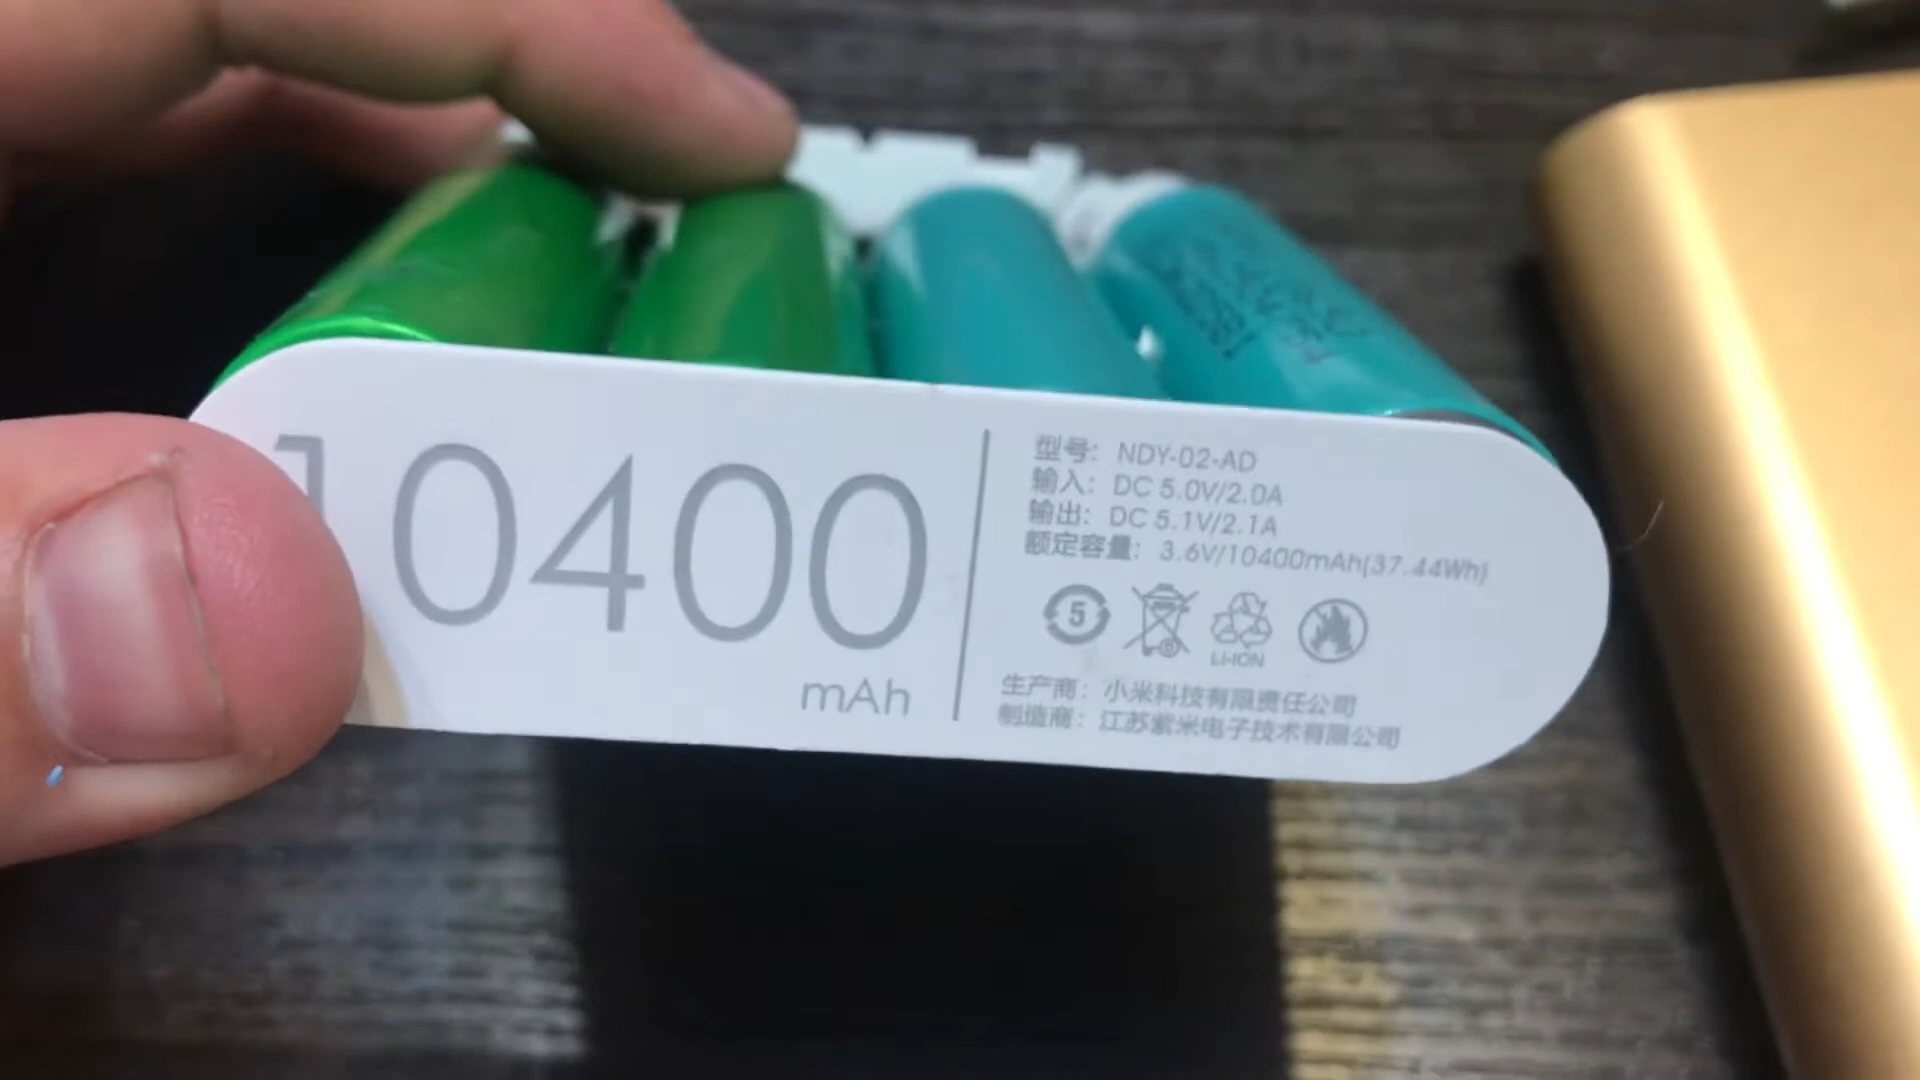 10400
mAh
型号: NDY-02-AD
输入: DC 5.0V/2.0A
输出: DC 5.1V/2.1A
额定容量: 3.6V/10400mAh(37.44Wh)
5
LI-ION
生产商: 小米科技有限责任公司
制造商: 江苏紫米电子技术有限公司